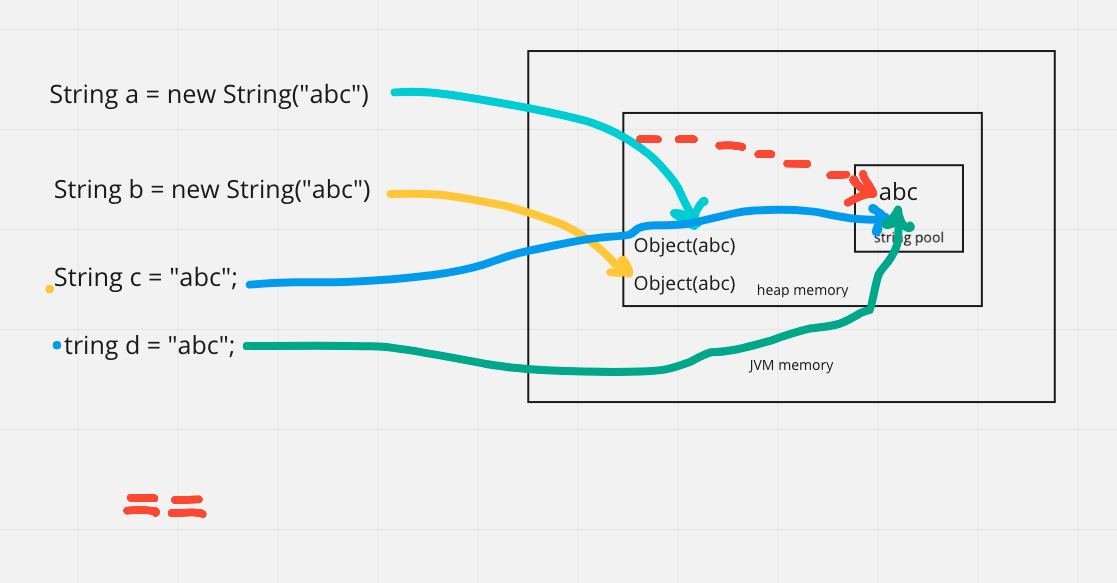 String a = new String("abc")
String b = new String("abc")
String c = "abc";
tring d = "abc";
abc
string pool
Object(abc)
Object(abc)
heap memory
JVM memory
==